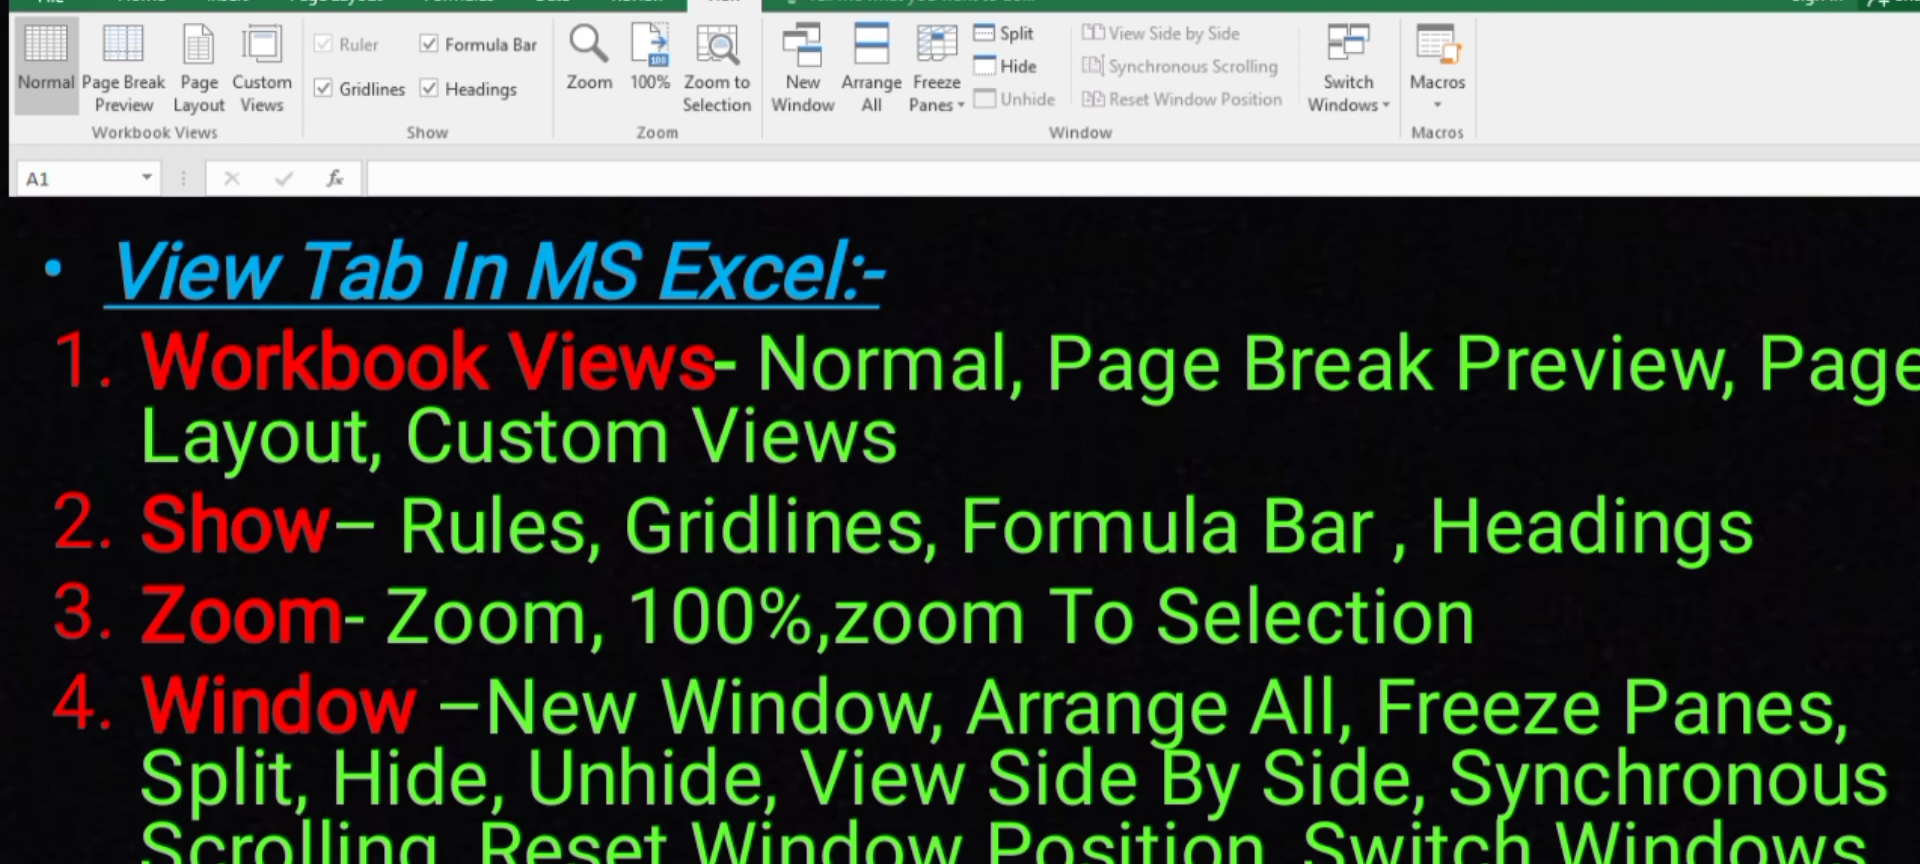 Normal Page Break Preview Page Layout Custom Views
Workbook Views
Ruler Formula Bar
Gridlines Headings
Show
Zoom 100% Zoom to Selection
Zoom
New Window Arrange All Freeze Panes
Split
Hide
Unhide
View Side by Side
Synchronous Scrolling
Reset Window Position
Switch Windows
Window
Macros
Macros
A1 fx
• View Tab In MS Excel:-
1. Workbook Views- Normal, Page Break Preview, Page
Layout, Custom Views
2. Show– Rules, Gridlines, Formula Bar , Headings
3. Zoom- Zoom, 100%,zoom To Selection
4. Window –New Window, Arrange All, Freeze Panes,
Split, Hide, Unhide, View Side By Side, Synchronous
Scrolling, Reset Window Position, Switch Windows